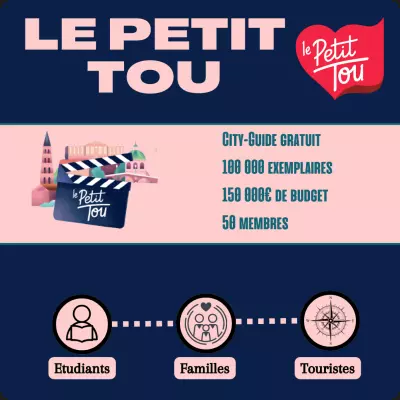 LE PETIT
TOU
le Petit
Tou
City-Guide gratuit
100 000 exemplaires
150 000€ de budget
50 membres
le Petit
Tou
Etudiants
Familles
Touristes